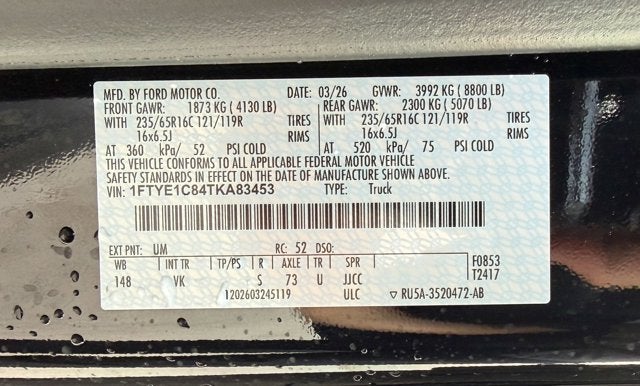 MFD. BY FORD MOTOR CO. DATE: 03/26 GVWR: 3992 KG ( 8800 LB)
FRONT GAWR: 1873 KG ( 4130 LB) REAR GAWR: 2300 KG ( 5070 LB)
WITH 235/65R16C 121/119R TIRES WITH 235/65R16C 121/119R TIRES
16x6.5J RIMS 16x6.5J RIMS
AT 360 kPa/ 52 PSI COLD AT 520 kPa/ 75 PSI COLD
THIS VEHICLE CONFORMS TO ALL APPLICABLE FEDERAL MOTOR VEHICLE
SAFETY STANDARDS IN EFFECT ON THE DATE OF MANUFACTURE SHOWN ABOVE.
VIN: 1FTYE1C84TKA83453 TYPE: Truck
EXT PNT: UM RC: 52 DSO:
WB INT TR TP/PS R AXLE TR SPR F0853
148 VK S 73 U JJCC T2417
1202603245119 ULC ▽ RU5A-3520472-AB